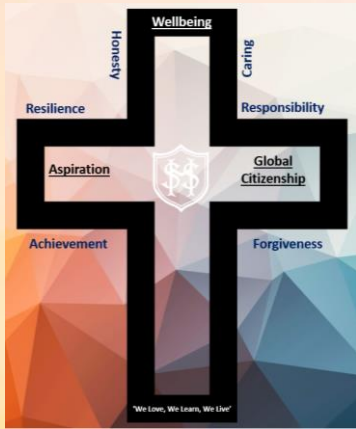 Wellbeing
Honesty
Caring
Resilience
Responsibility
Aspiration
Global
Citizenship
Achievement
Forgiveness
'We Love, We Learn, We Live'